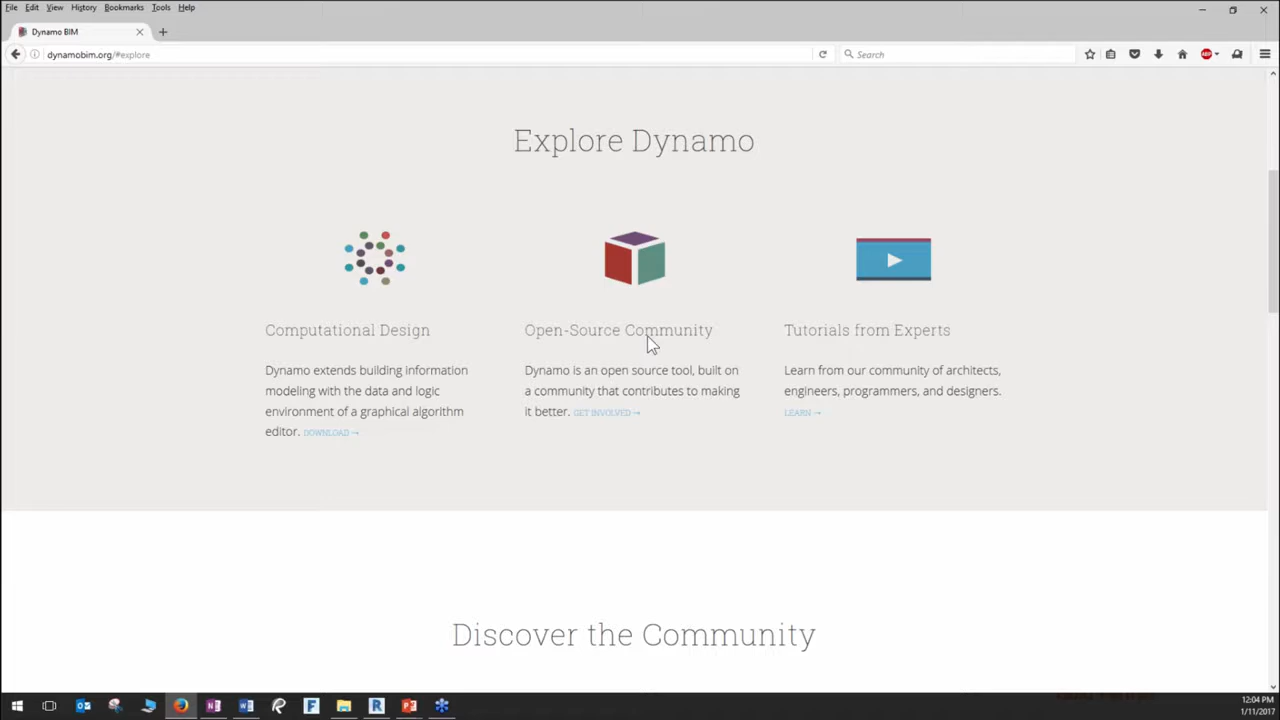 File Edit View History Bookmarks Tools Help
Dynamo BIM
dynamobim.org/#explore
Search
ABP
Explore Dynamo
Computational Design
Dynamo extends building information
modeling with the data and logic
environment of a graphical algorithm
editor. DOWNLOAD →
Open-Source Community
Dynamo is an open source tool, built on
a community that contributes to making
it better. GET INVOLVED →
Tutorials from Experts
Learn from our community of architects,
engineers, programmers, and designers.
LEARN →
Discover the Community
12:04 PM
1/11/2017